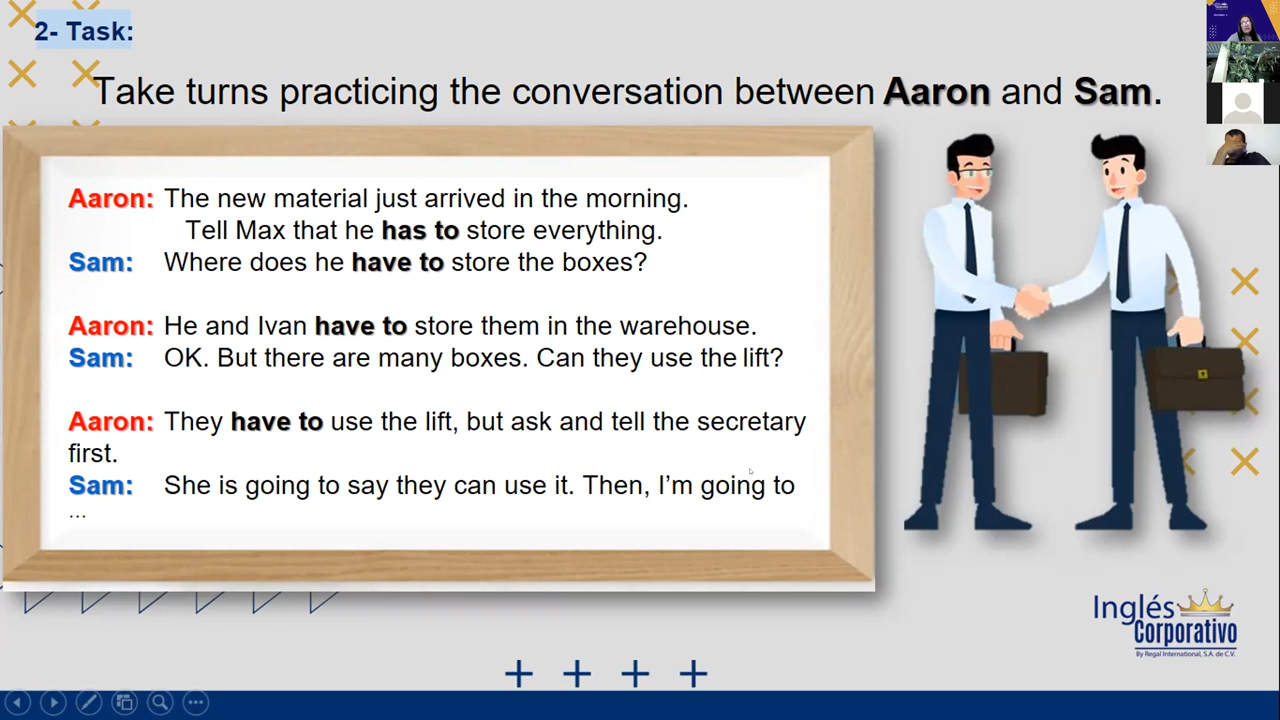 2- Task:
Take turns practicing the conversation between Aaron and Sam.
Aaron: The new material just arrived in the morning.
Tell Max that he has to store everything.
Sam: Where does he have to store the boxes?
Aaron: He and Ivan have to store them in the warehouse.
Sam: OK. But there are many boxes. Can they use the lift?
Aaron: They have to use the lift, but ask and tell the secretary
first.
Sam: She is going to say they can use it. Then, I’m going to
...
Inglés
Corporativo
By Regal International, S.A. de C.V.